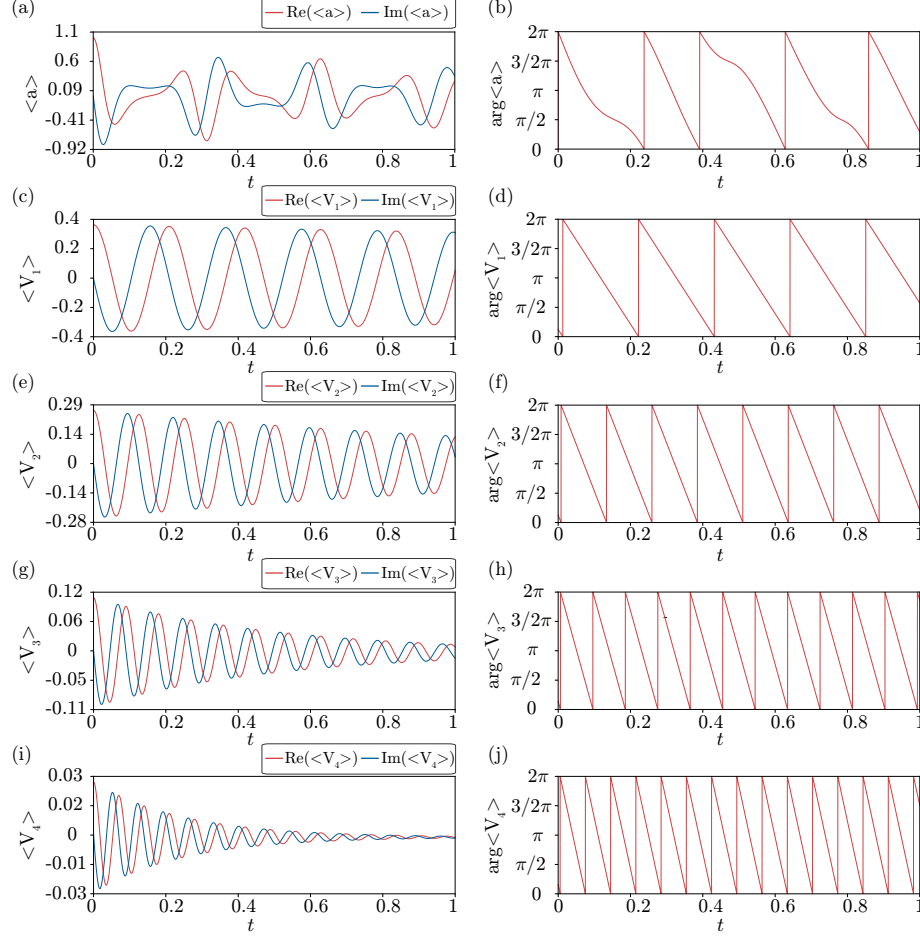 (a)
Re(<a>) Im(<a>)
1.1
0.6
0.09
-0.41
-0.92
<a>
0 0.2 0.4 0.6 0.8 1
t
(b)
2π
3/2π
π
π/2
0
arg<a>
0 0.2 0.4 0.6 0.8 1
t
(c)
Re(<V1>) Im(<V1>)
0.4
0.2
0
-0.2
-0.4
<V1>
0 0.2 0.4 0.6 0.8 1
t
(d)
2π
3/2π
π
π/2
0
arg<V1>
0 0.2 0.4 0.6 0.8 1
t
(e)
Re(<V2>) Im(<V2>)
0.29
0.14
0
-0.14
-0.28
<V2>
0 0.2 0.4 0.6 0.8 1
t
(f)
2π
3/2π
π
π/2
0
arg<V2>
0 0.2 0.4 0.6 0.8 1
t
(g)
Re(<V3>) Im(<V3>)
0.12
0.06
0
-0.05
-0.11
<V3>
0 0.2 0.4 0.6 0.8 1
t
(h)
2π
3/2π
π
π/2
0
arg<V3>
0 0.2 0.4 0.6 0.8 1
t
(i)
Re(<V4>) Im(<V4>)
0.03
0.02
0
-0.01
-0.03
<V4>
0 0.2 0.4 0.6 0.8 1
t
(j)
2π
3/2π
π
π/2
0
arg<V4>
0 0.2 0.4 0.6 0.8 1
t